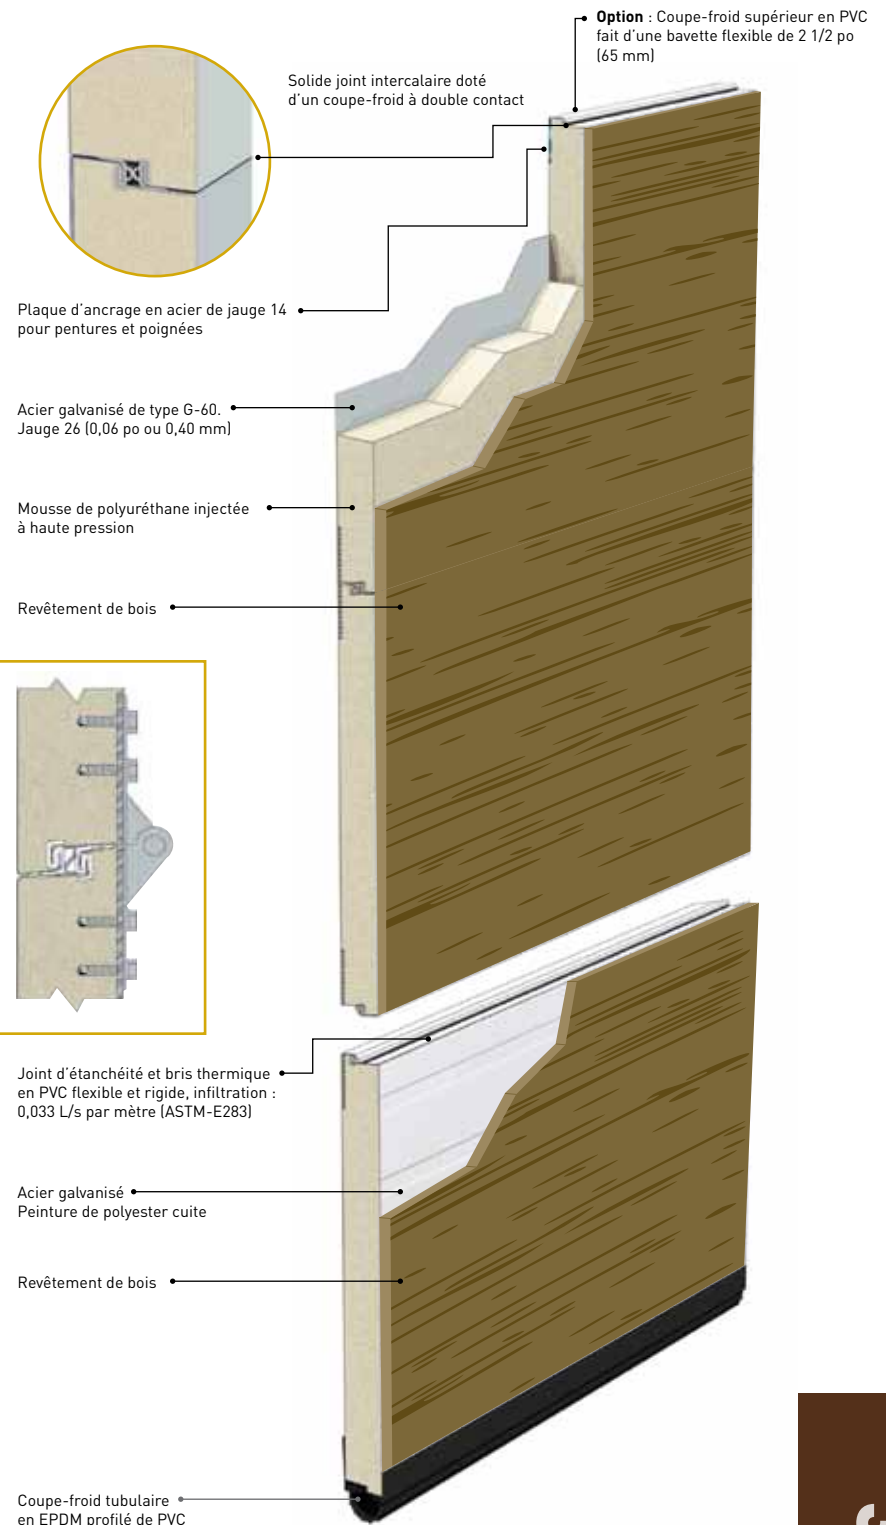 Option : Coupe-froid supérieur en PVC
fait d'une bavette flexible de 2 1/2 po
(65 mm)
Solide joint intercalaire doté
d'un coupe-froid à double contact
Plaque d'ancrage en acier de jauge 14
pour pentures et poignées
Acier galvanisé de type G-60.
Jauge 26 (0,06 po ou 0,40 mm)
Mousse de polyuréthane injectée
à haute pression
Revêtement de bois
Joint d'étanchéité et bris thermique
en PVC flexible et rigide, infiltration :
0,033 L/s par mètre (ASTM-E283)
Acier galvanisé
Peinture de polyester cuite
Revêtement de bois
Coupe-froid tubulaire
en EPDM profilé de PVC